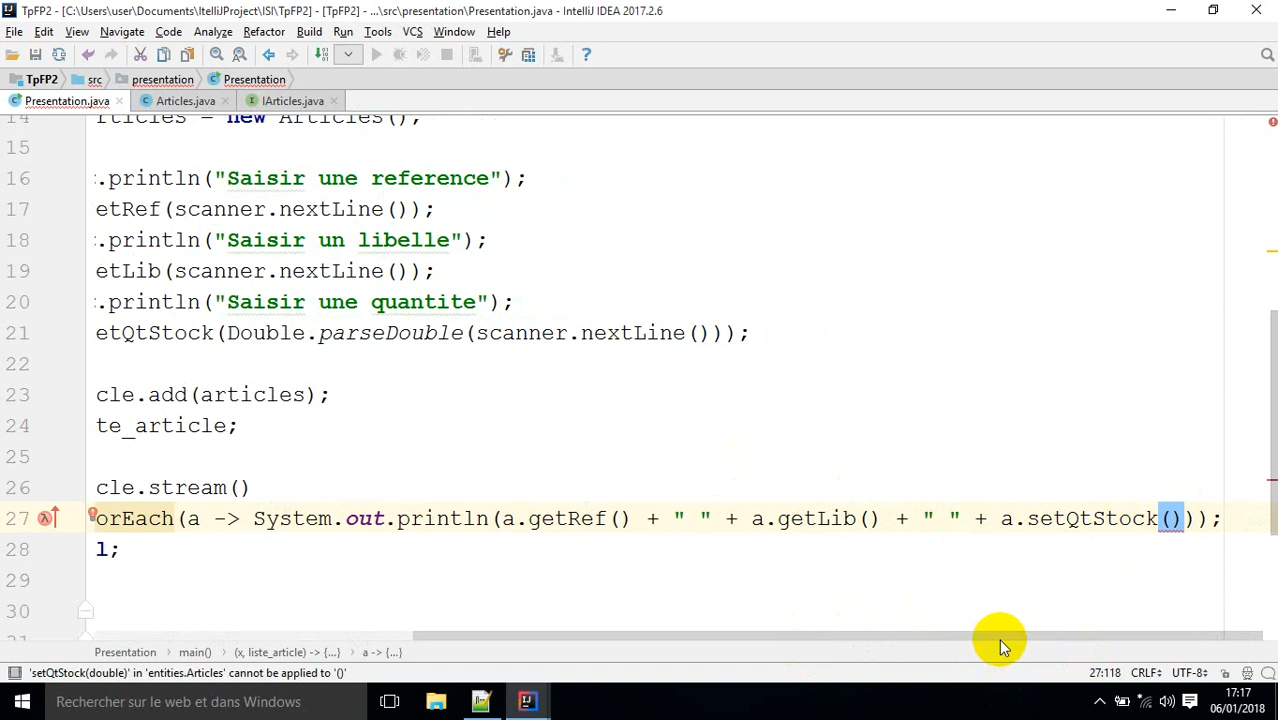 TpFP2 - [C:\Users\user\Documents\ItelliJProject\ISI\TpFP2] - [TpFP2] - ...\src\presentation\Presentation.java - IntelliJ IDEA 2017.2.6
File Edit View Navigate Code Analyze Refactor Build Run Tools VCS Window Help
TpFP2 src presentation Presentation
Presentation.java Articles.java IArticles.java
14 rticles = new Articles();
15
16 :.println("Saisir une reference");
17 etRef(scanner.nextLine());
18 :.println("Saisir un libelle");
19 etLib(scanner.nextLine());
20 :.println("Saisir une quantite");
21 etQtStock(Double.parseDouble(scanner.nextLine()));
22
23 cle.add(articles);
24 te_article;
25
26 cle.stream()
27 orEach(a -> System.out.println(a.getRef() + " " + a.getLib() + " " + a.setQtStock()));
28 l;
29
30
31
Presentation main() (x, liste_article) -> {...} a -> {...}
'setQtStock(double)' in 'entities.Articles' cannot be applied to '()' 27:118 CRLF÷ UTF-8÷
Rechercher sur le web et dans Windows
17:17
06/01/2018